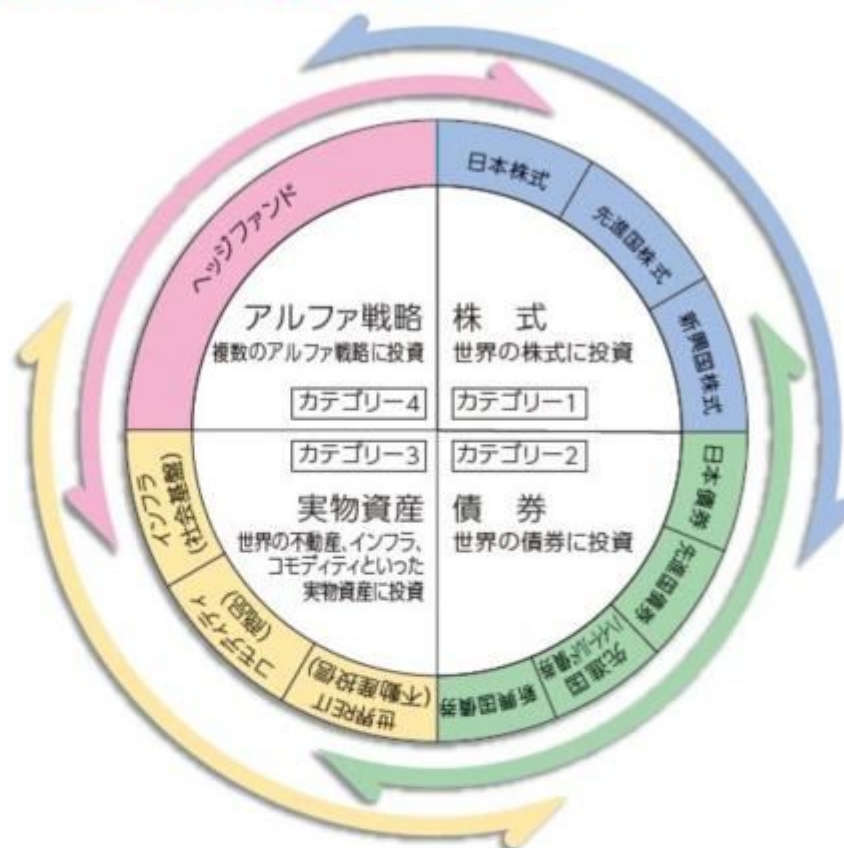 ヘッジファンド
日本株式
先進国株式
新興国株式
アルファ戦略
複数のアルファ戦略に投資
カテゴリー4
株 式
世界の株式に投資
カテゴリー1
カテゴリー3
実物資産
世界の不動産、インフラ、
コモディティといった
実物資産に投資
カテゴリー2
債 券
世界の債券に投資
日本債券
先進国債券
先進国
ハイイールド債券
新興国債券
世界REIT
(不動産投信)
コモディティ
(商品)
インフラ
(社会基盤)